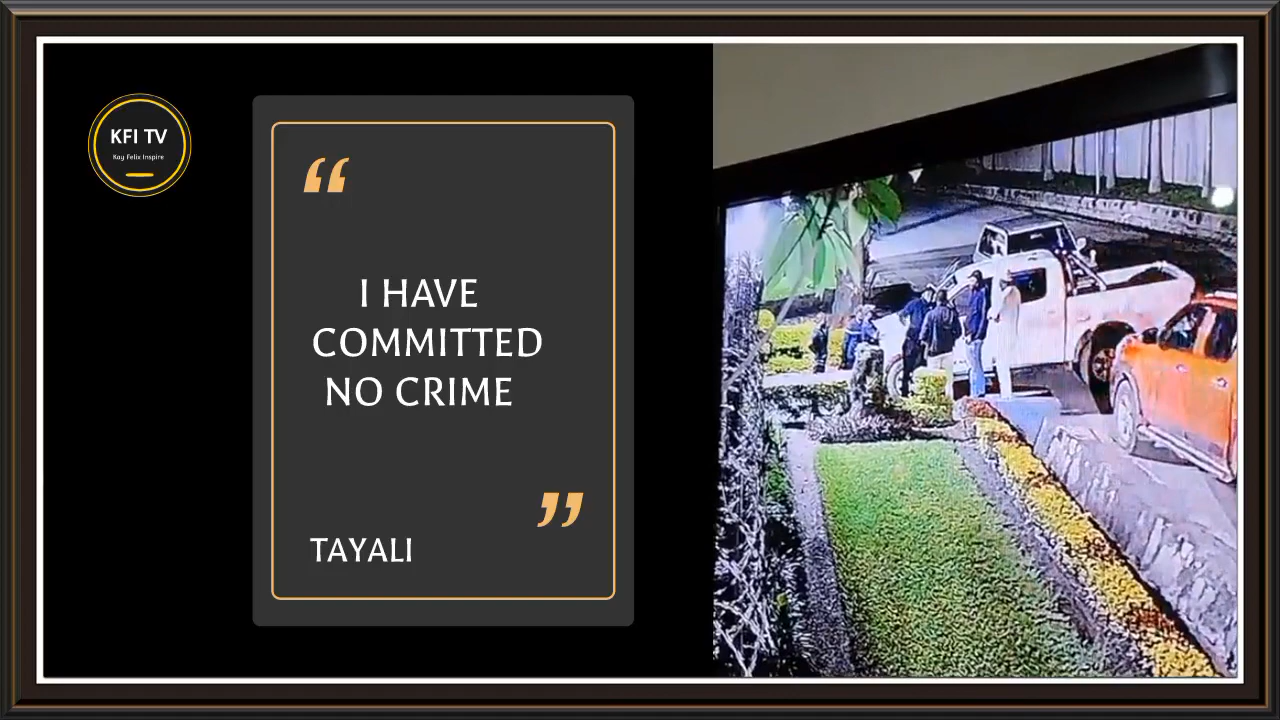 KFI TV
Kay Felix Inspire
“
I HAVE
COMMITTED
NO CRIME
”
TAYALI